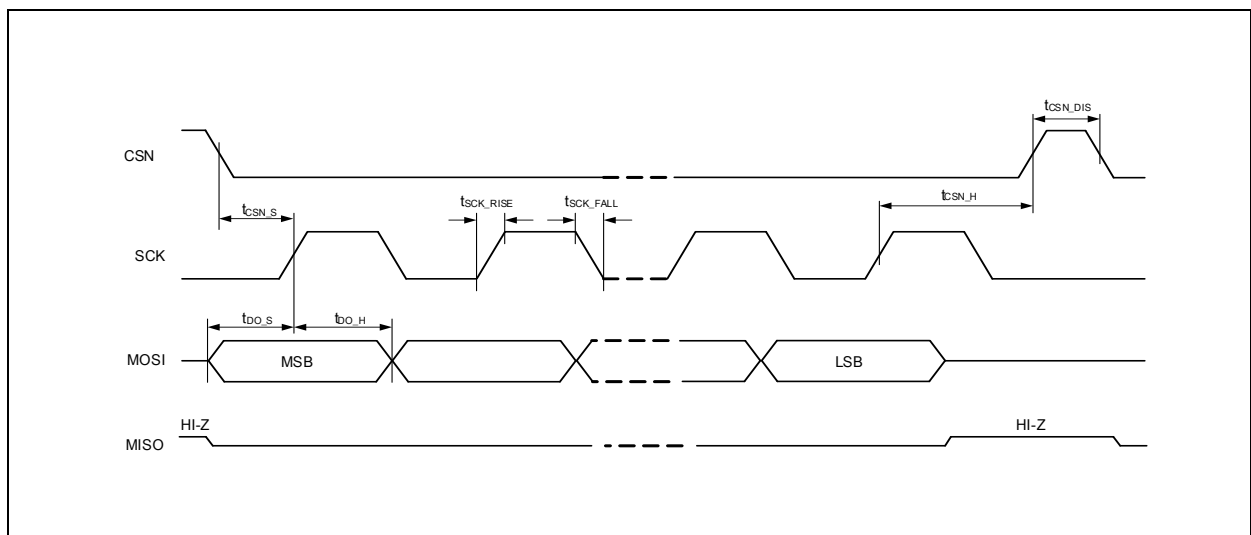 tCSN_DIS
CSN
tCSN_H
tCSN_S
tSCK_RISE
tSCK_FALL
SCK
tDO_S
tDO_H
MOSI
MSB
LSB
HI-Z
HI-Z
MISO